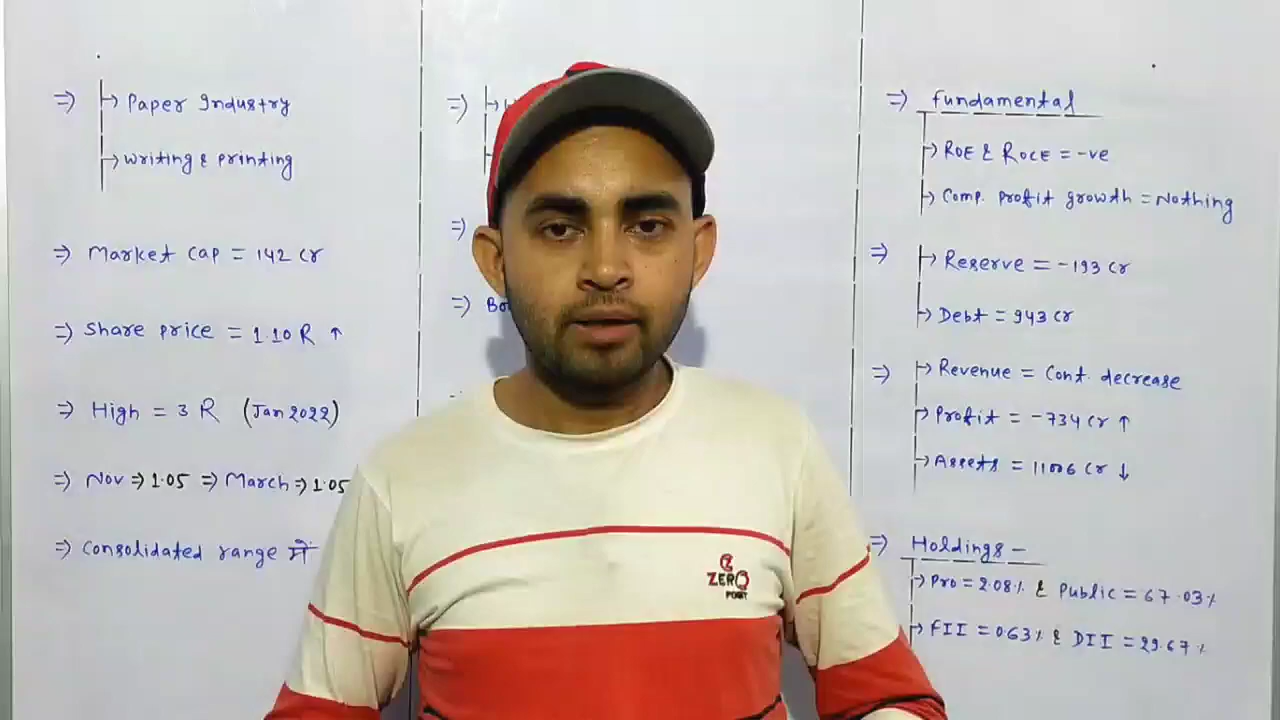 ⇒ Paper Industry
Writing & printing
⇒ Market cap = 142 Cr
⇒ Share price = 1.10 R ↑
⇒ High = 3 R (Jan 2022)
⇒ Nov ⇒ 1.05 ⇒ March ⇒ 1.05
⇒ Consolidated range में
⇒ Fundamental
ROE & ROCE = -ve
Comp. profit growth = Nothing
⇒ Reserve = -193 Cr
Debt = 943 Cr
⇒ Revenue = Cont. decrease
Profit = -734 Cr ↑
Assets = 11006 Cr ↓
⇒ Holdings -
Pro = 2.08% & Public = 67.03%
FII = 0.63% & DII = 29.67%
ZERO
POINT